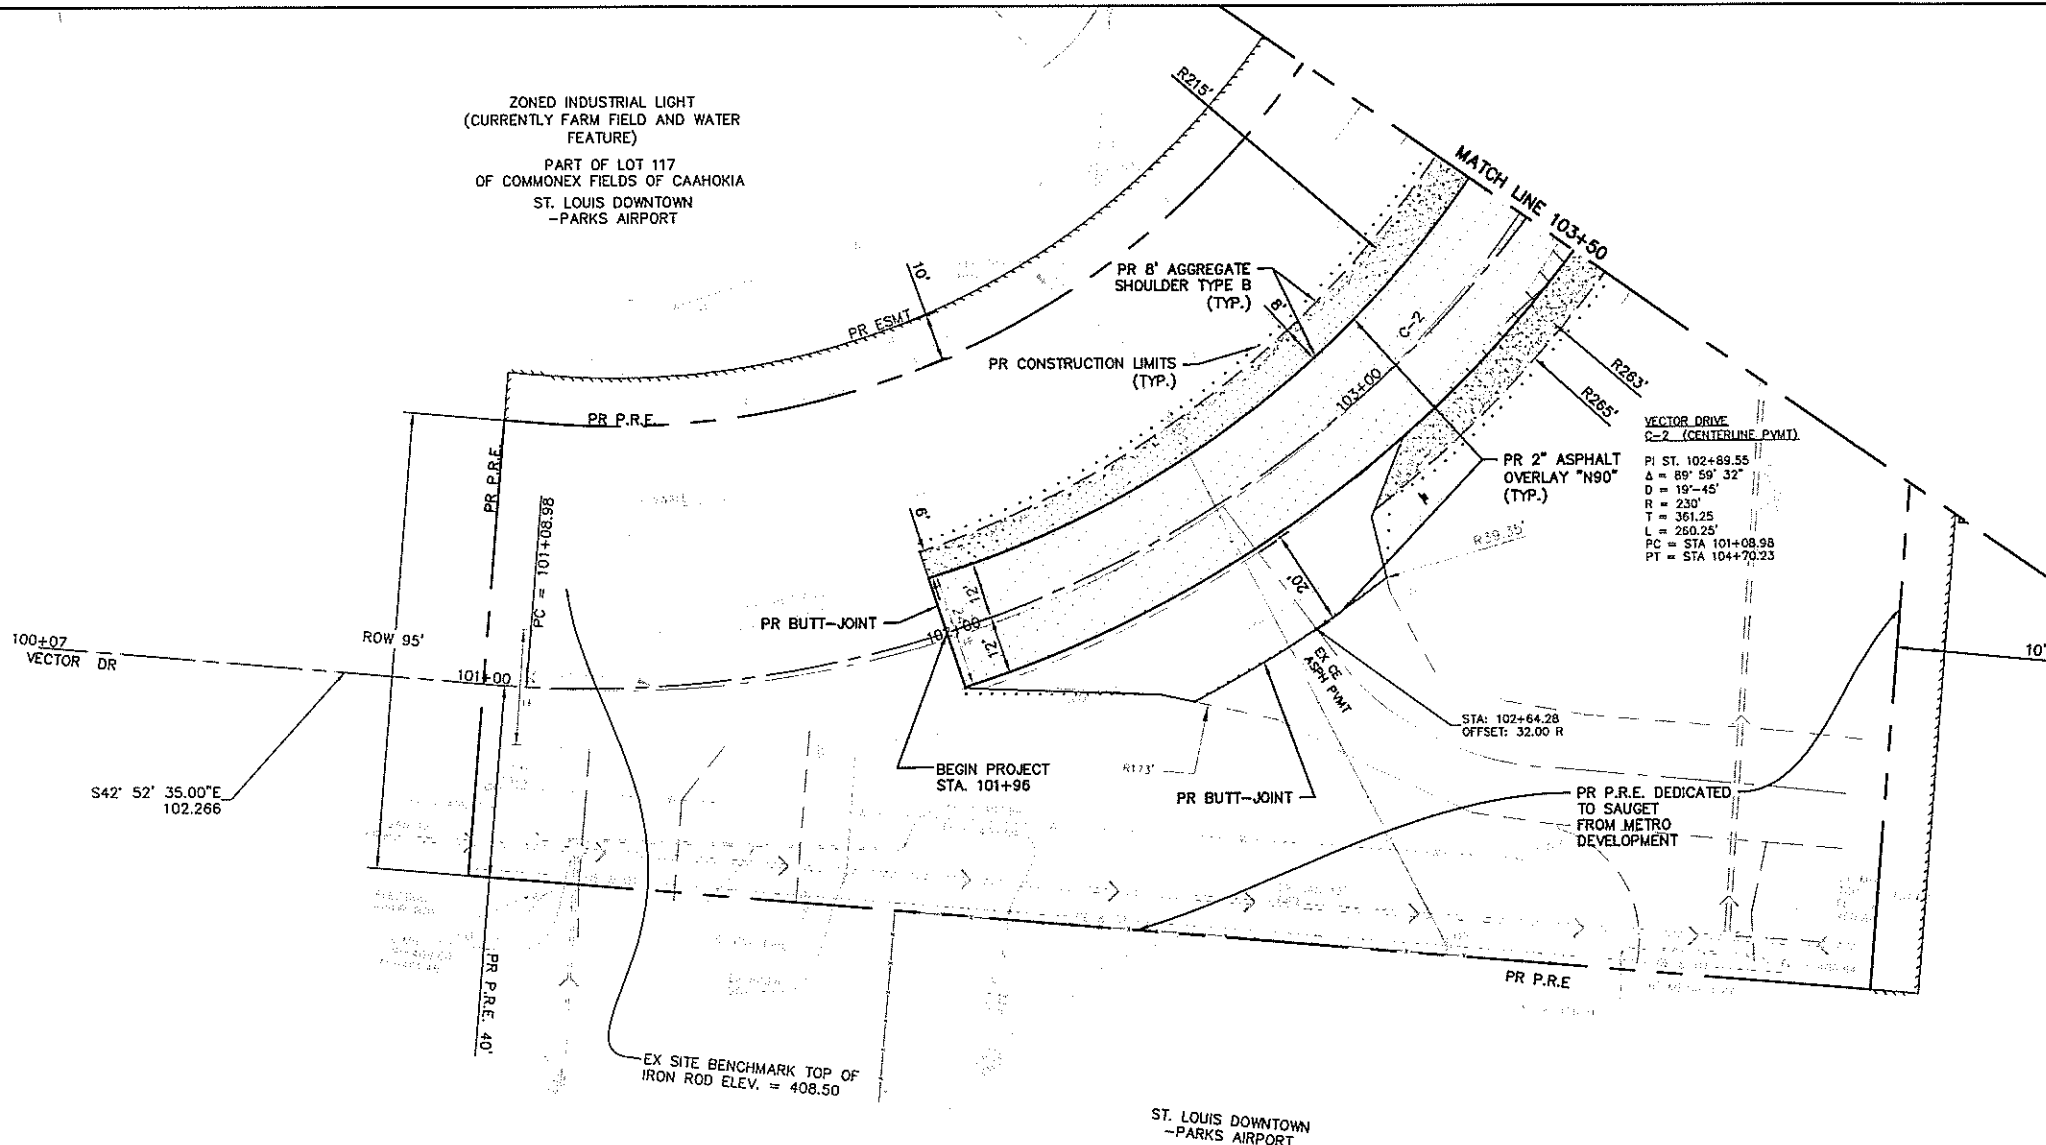 ZONED INDUSTRIAL LIGHT
(CURRENTLY FARM FIELD AND WATER
FEATURE)
PART OF LOT 117
OF COMMONEX FIELDS OF CAAHOKIA
ST. LOUIS DOWNTOWN
-PARKS AIRPORT
R215'
MATCH LINE 103+50
10'
PR ESMT
PR 8' AGGREGATE
SHOULDER TYPE B
(TYP.)
8'
C-2
PR CONSTRUCTION LIMITS
(TYP.)
103+00
R263'
R265'
PR P.R.E.
PR P.R.E.
VECTOR DRIVE
C-2 (CENTERLINE PVMT)
PI ST. 102+89.55
Δ = 89° 59' 32"
D = 19°-45'
R = 230'
T = 361.25
L = 260.25'
PC = STA 101+08.98
PT = STA 104+70.23
PR 2" ASPHALT
OVERLAY "N90"
(TYP.)
R39.35'
PC = 101+08.98
6'
12'
12'
20'
PR BUTT-JOINT
102+00
100+07
VECTOR DR
ROW 95'
101+00
EX CE
ASPH PVMT
10'
STA: 102+64.28
OFFSET: 32.00 R
BEGIN PROJECT
STA. 101+96
R173'
PR BUTT-JOINT
S42° 52' 35.00"E
102.266
PR P.R.E. DEDICATED
TO SAUGET
FROM METRO
DEVELOPMENT
PR P.R.E
PR P.R.E. 40'
EX SITE BENCHMARK TOP OF
IRON ROD ELEV. = 408.50
ST. LOUIS DOWNTOWN
-PARKS AIRPORT